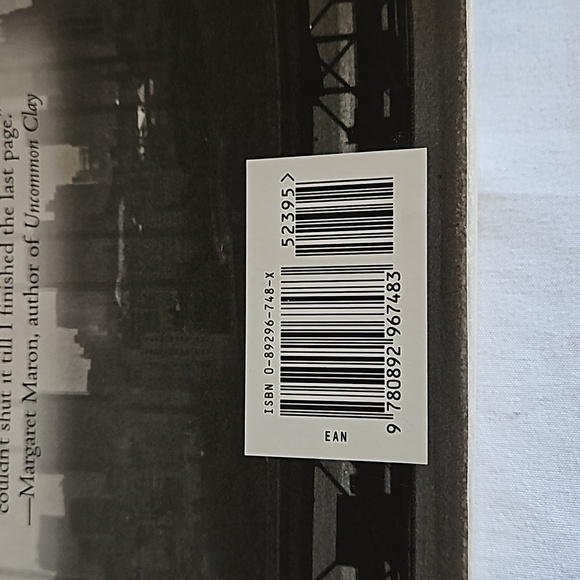 couldn't shut it till I finished the last page."
—Margaret Maron, author of Uncommon Clay
ISBN 0-89296-748-X
52395>
9 780892 967483
EAN